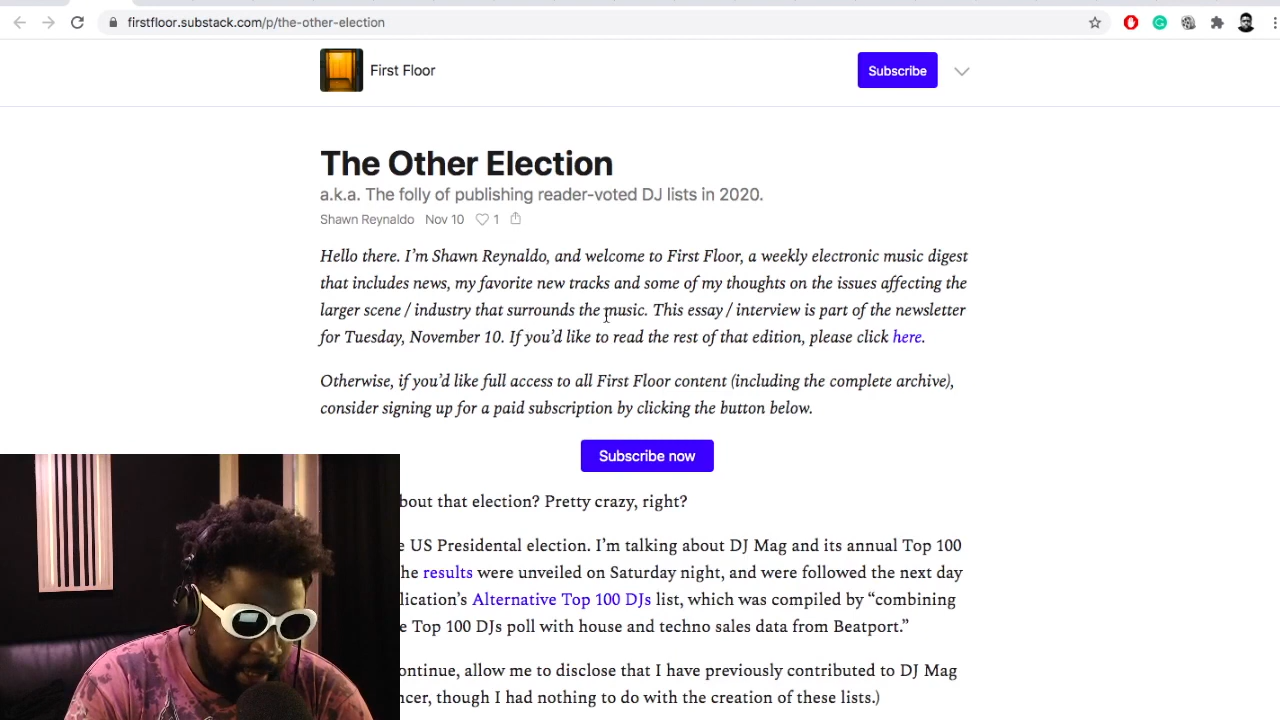 firstfloor.substack.com/p/the-other-election
First Floor
Subscribe
The Other Election
a.k.a. The folly of publishing reader-voted DJ lists in 2020.
Shawn Reynaldo Nov 10 1
Hello there. I’m Shawn Reynaldo, and welcome to First Floor, a weekly electronic music digest
that includes news, my favorite new tracks and some of my thoughts on the issues affecting the
larger scene / industry that surrounds the music. This essay / interview is part of the newsletter
for Tuesday, November 10. If you’d like to read the rest of that edition, please click here.
Otherwise, if you’d like full access to all First Floor content (including the complete archive),
consider signing up for a paid subscription by clicking the button below.
Subscribe now
bout that election? Pretty crazy, right?
e US Presidential election. I’m talking about DJ Mag and its annual Top 100
he results were unveiled on Saturday night, and were followed the next day
lication’s Alternative Top 100 DJs list, which was compiled by “combining
e Top 100 DJs poll with house and techno sales data from Beatport.”
ontinue, allow me to disclose that I have previously contributed to DJ Mag
ncer, though I had nothing to do with the creation of these lists.)